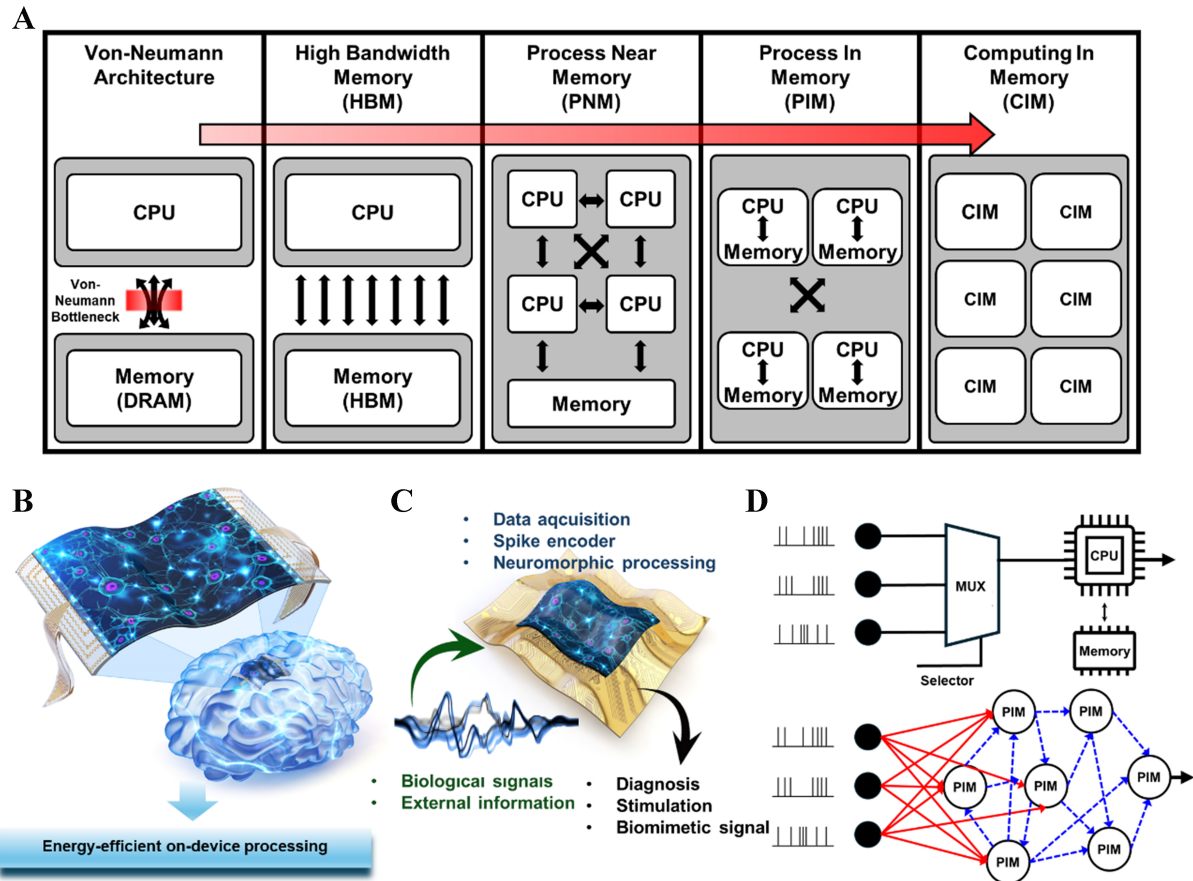 A
Von-Neumann
Architecture
High Bandwidth
Memory
(HBM)
Process Near
Memory
(PNM)
Process In
Memory
(PIM)
Computing In
Memory
(CIM)
CPU
Von-
Neumann
Bottleneck
Memory
(DRAM)
CPU
Memory
(HBM)
CPU
CPU
CPU
CPU
Memory
CPU
Memory
CPU
Memory
CPU
Memory
CPU
Memory
CIM
CIM
CIM
CIM
CIM
CIM
B
Energy-efficient on-device processing
C
• Data aqcuisition
• Spike encoder
• Neuromorphic processing
• Biological signals
• External information
• Diagnosis
• Stimulation
• Biomimetic signal
D
MUX
CPU
Memory
Selector
PIM
PIM
PIM
PIM
PIM
PIM
PIM